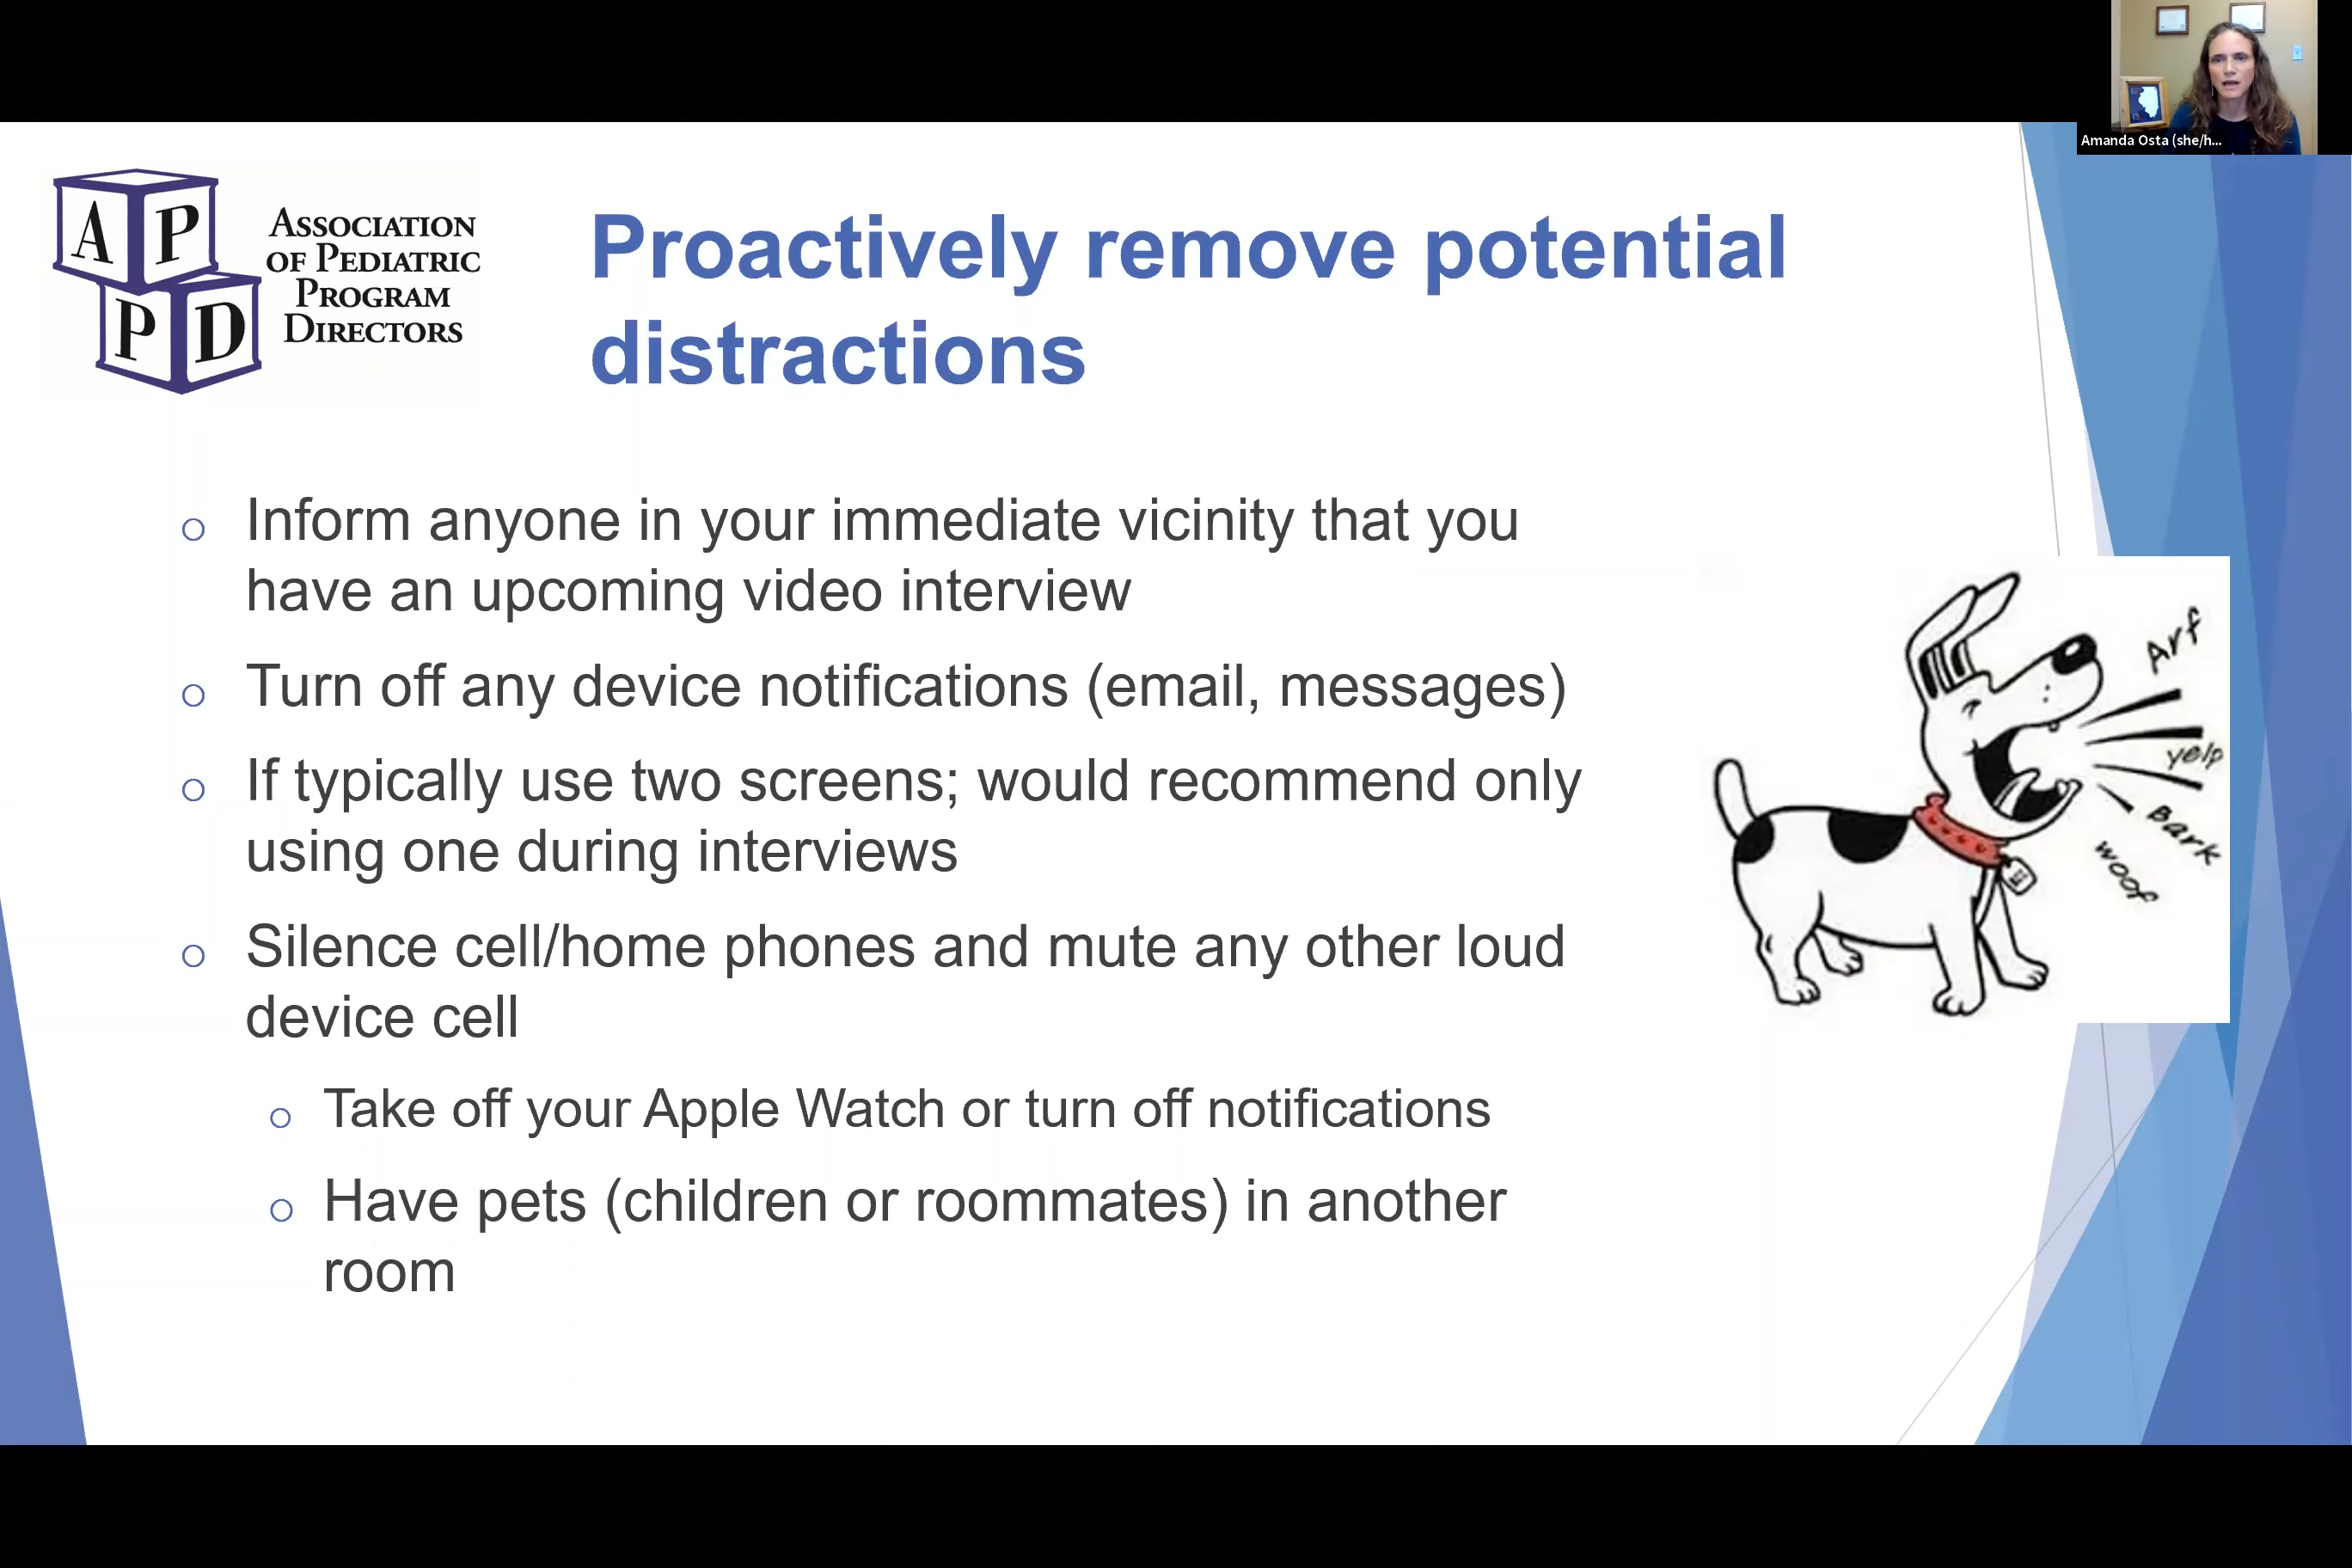 Amanda Osta (she/h...
A P
P D
ASSOCIATION
OF PEDIATRIC
PROGRAM
DIRECTORS
Proactively remove potential
distractions
Inform anyone in your immediate vicinity that you
have an upcoming video interview
Turn off any device notifications (email, messages)
If typically use two screens; would recommend only
using one during interviews
Silence cell/home phones and mute any other loud
device cell
Take off your Apple Watch or turn off notifications
Have pets (children or roommates) in another
room
Arf
yelp
Bark
woof